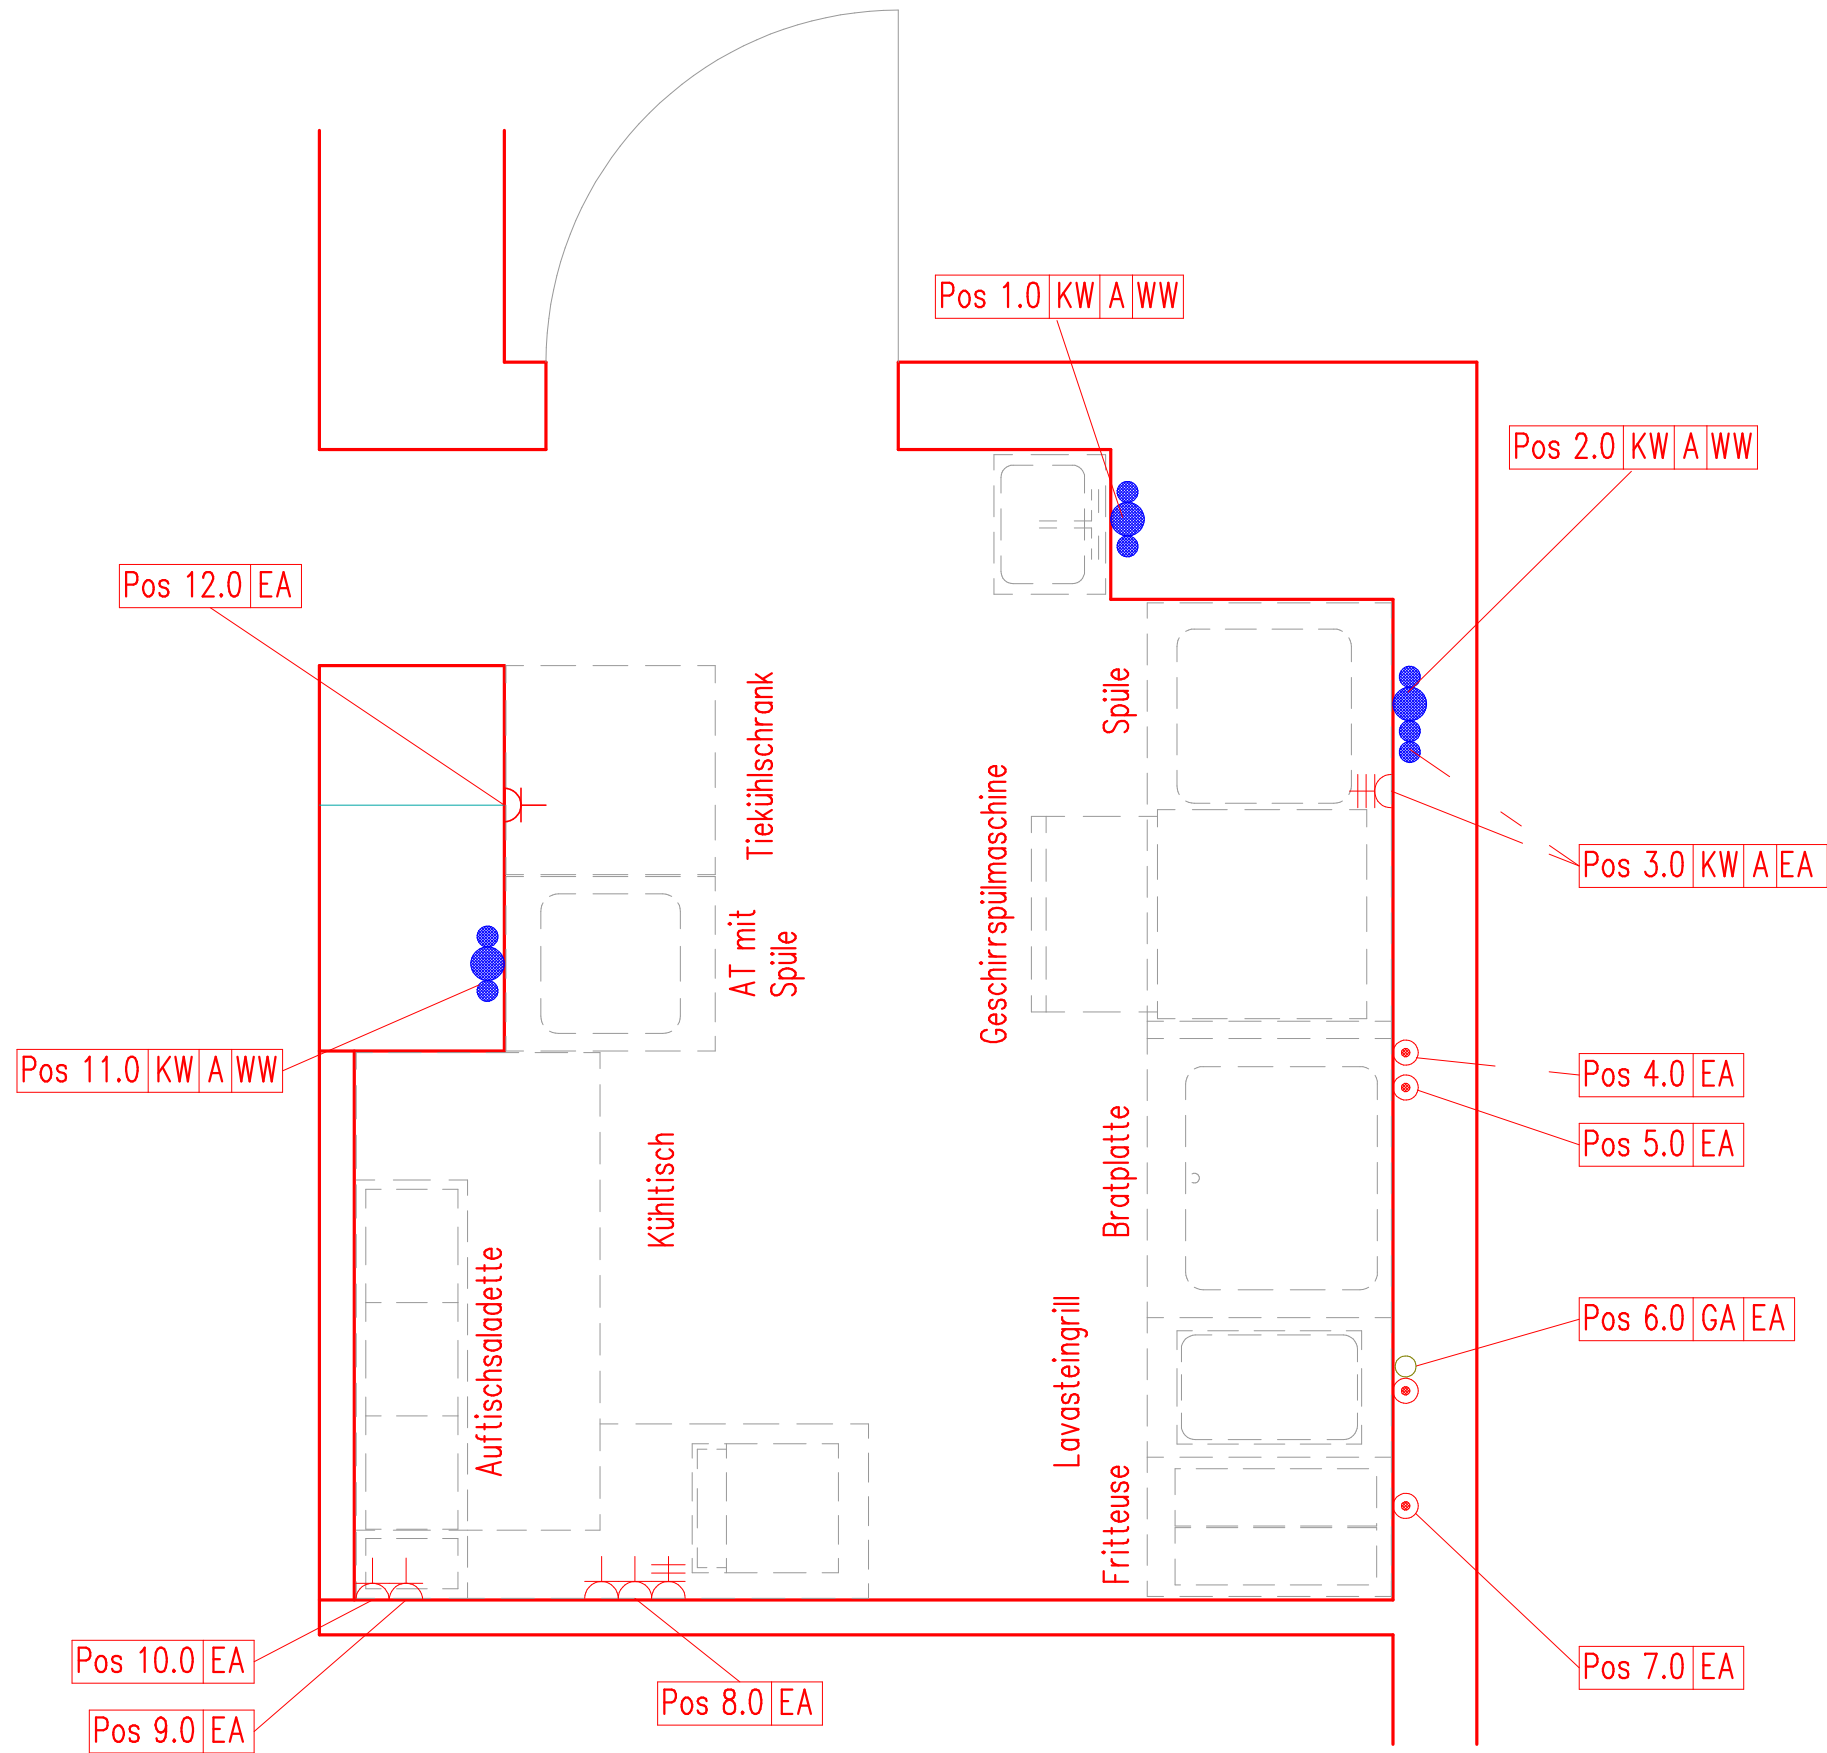 Pos 1.0 KW A WW
Pos 2.0 KW A WW
Pos 12.0 EA
Tiekühlschrank
Spüle
Geschirrspülmaschine
Pos 3.0 KW A EA
AT mit
Spüle
Pos 11.0 KW A WW
Pos 4.0 EA
Pos 5.0 EA
Kühltisch
Bratplatte
Auftischsaladette
Lavasteingrill
Pos 6.0 GA EA
Fritteuse
Pos 10.0 EA
Pos 7.0 EA
Pos 8.0 EA
Pos 9.0 EA